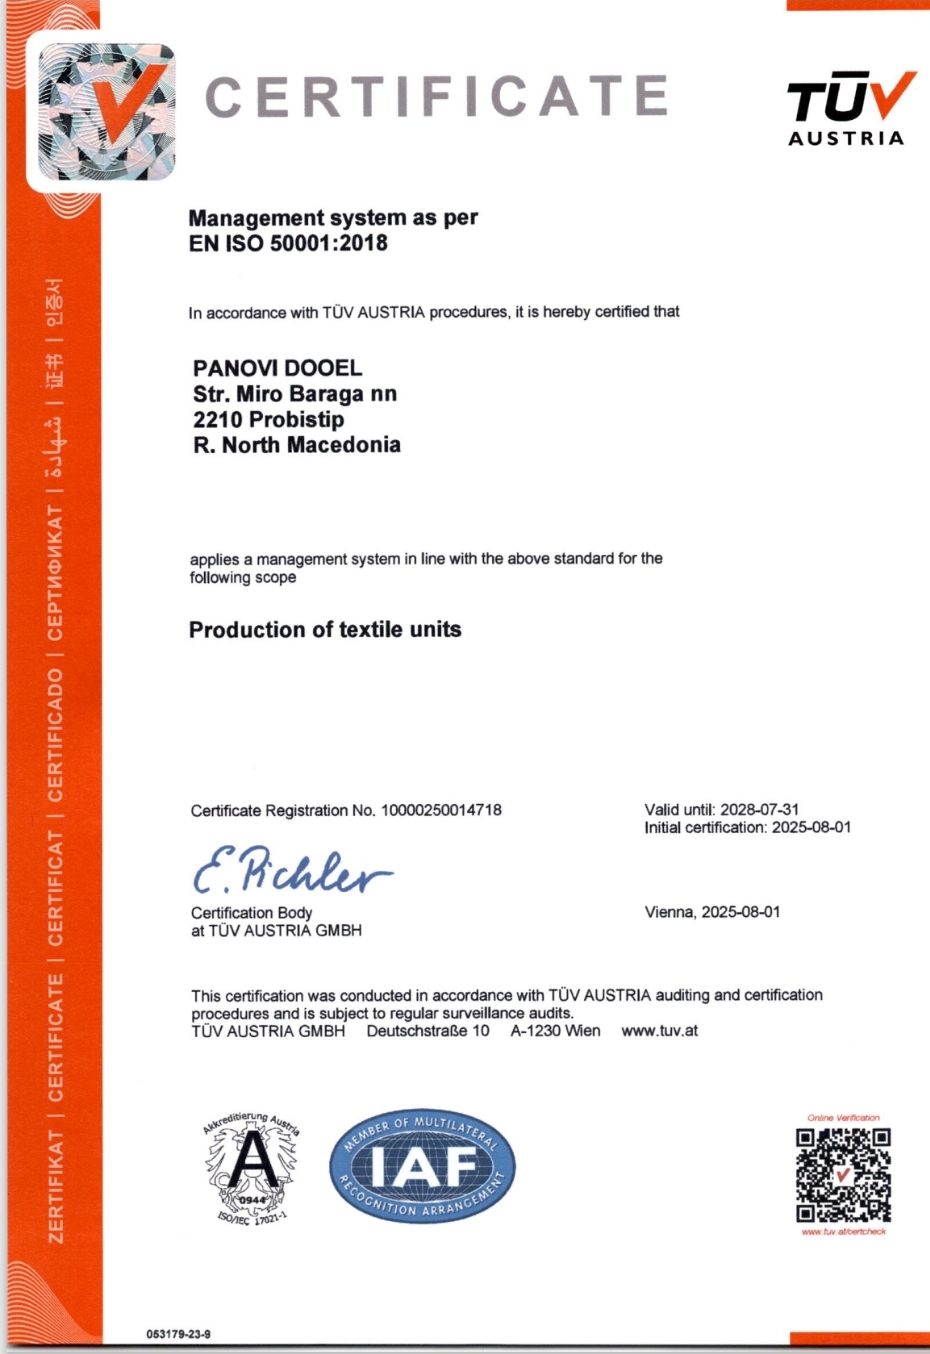 CERTIFICATE
TÜV
AUSTRIA
Management system as per
EN ISO 50001:2018
In accordance with TÜV AUSTRIA procedures, it is hereby certified that
PANOVI DOOEL
Str. Miro Baraga nn
2210 Probistip
R. North Macedonia
applies a management system in line with the above standard for the
following scope
Production of textile units
Certificate Registration No. 10000250014718
Valid until: 2028-07-31
Initial certification: 2025-08-01
E. Pichler
Certification Body
at TÜV AUSTRIA GMBH
Vienna, 2025-08-01
This certification was conducted in accordance with TÜV AUSTRIA auditing and certification
procedures and is subject to regular surveillance audits.
TÜV AUSTRIA GMBH Deutschstraße 10 A-1230 Wien www.tuv.at
Akkreditierung Austria
A
0944
ISO/IEC 17021-1
MEMBER OF MULTILATERAL
IAF
RECOGNITION ARRANGEMENT
Online Verification
www.tuv.at/certcheck
ZERTIFIKAT | CERTIFICATE | CERTIFICAT | CERTIFICADO | СЕРТИФИКАТ | شهادة | 证书 | 인증서
053179-23-9